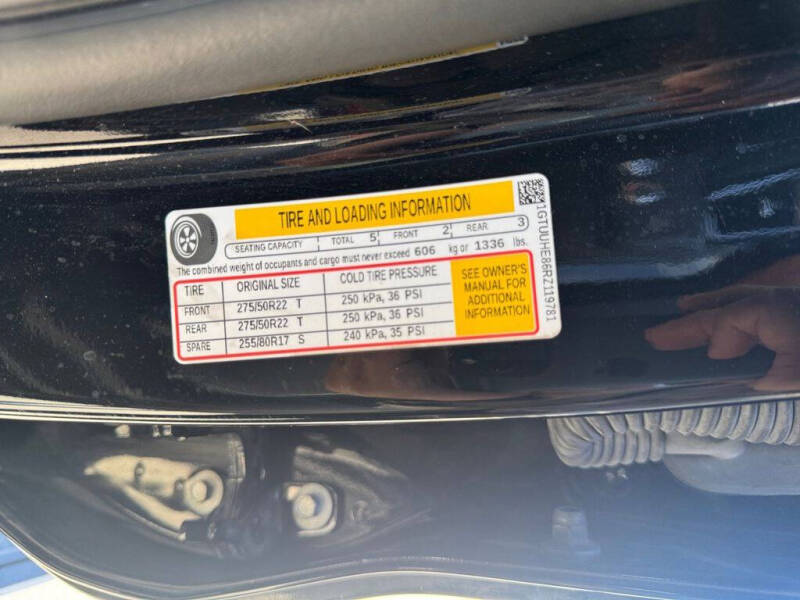 TIRE AND LOADING INFORMATION
SEATING CAPACITY TOTAL 5 FRONT 2 REAR 3
The combined weight of occupants and cargo must never exceed 606 kg or 1336 lbs.
TIRE ORIGINAL SIZE COLD TIRE PRESSURE
FRONT 275/50R22 T 250 kPa, 36 PSI
REAR 275/50R22 T 250 kPa, 36 PSI
SPARE 255/80R17 S 240 kPa, 35 PSI
SEE OWNER'S
MANUAL FOR
ADDITIONAL
INFORMATION
1GTUUHE86RZ119781